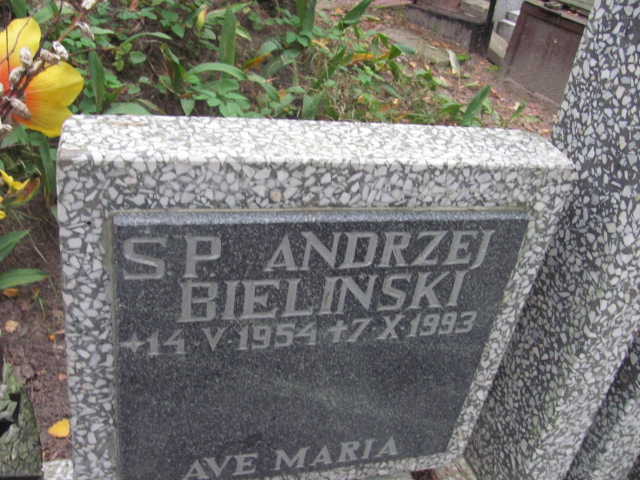 SP ANDRZEJ
BIELINSKI
*14 V 1954 +7 X 1993
AVE MARIA